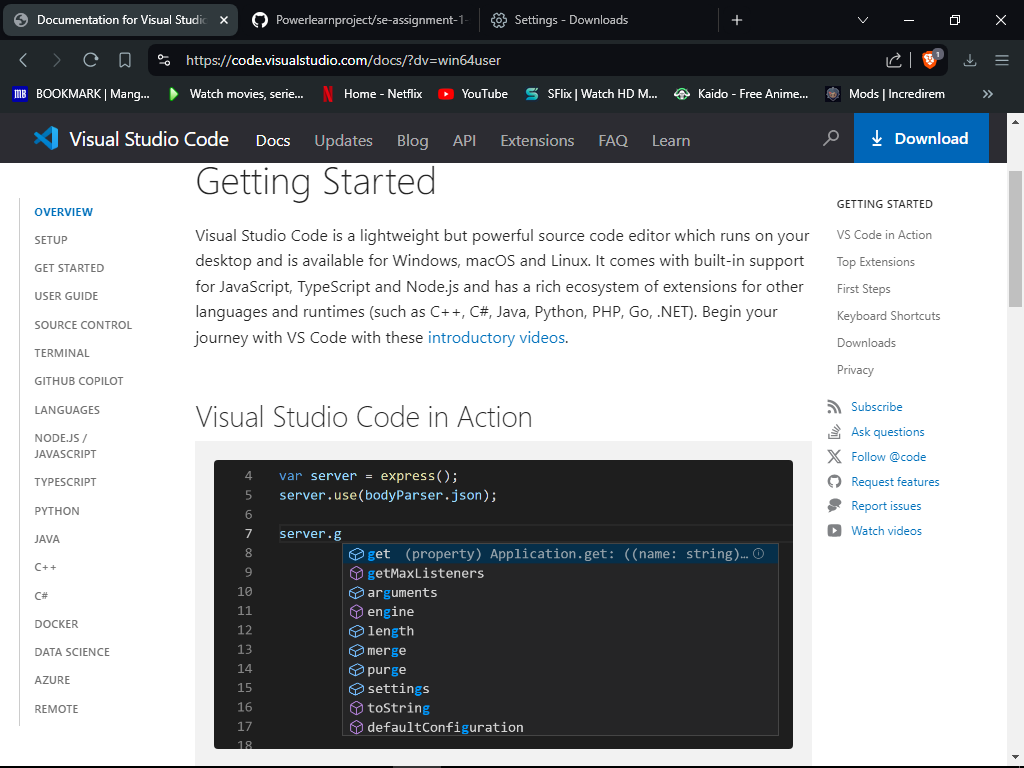 Documentation for Visual Studio
Powerlearnproject/se-assignment-1-
Settings - Downloads
https://code.visualstudio.com/docs/?dv=win64user
1
MB BOOKMARK | Mang...
Watch movies, serie...
Home - Netflix
YouTube
SFlix | Watch HD M...
Kaido - Free Anime...
Mods | Incredirem
»
Visual Studio Code
Docs
Updates
Blog
API
Extensions
FAQ
Learn
Download
OVERVIEW
SETUP
GET STARTED
USER GUIDE
SOURCE CONTROL
TERMINAL
GITHUB COPILOT
LANGUAGES
NODE.JS /
JAVASCRIPT
TYPESCRIPT
PYTHON
JAVA
C++
C#
DOCKER
DATA SCIENCE
AZURE
REMOTE
Getting Started
Visual Studio Code is a lightweight but powerful source code editor which runs on your
desktop and is available for Windows, macOS and Linux. It comes with built-in support
for JavaScript, TypeScript and Node.js and has a rich ecosystem of extensions for other
languages and runtimes (such as C++, C#, Java, Python, PHP, Go, .NET). Begin your
journey with VS Code with these introductory videos.
Visual Studio Code in Action
4 var server = express();
5 server.use(bodyParser.json);
6
7 server.g
8 get (property) Application.get: ((name: string)…
9 getMaxListeners
10 arguments
11 engine
12 length
13 merge
14 purge
15 settings
16 toString
17 defaultConfiguration
18
GETTING STARTED
VS Code in Action
Top Extensions
First Steps
Keyboard Shortcuts
Downloads
Privacy
Subscribe
Ask questions
Follow @code
Request features
Report issues
Watch videos